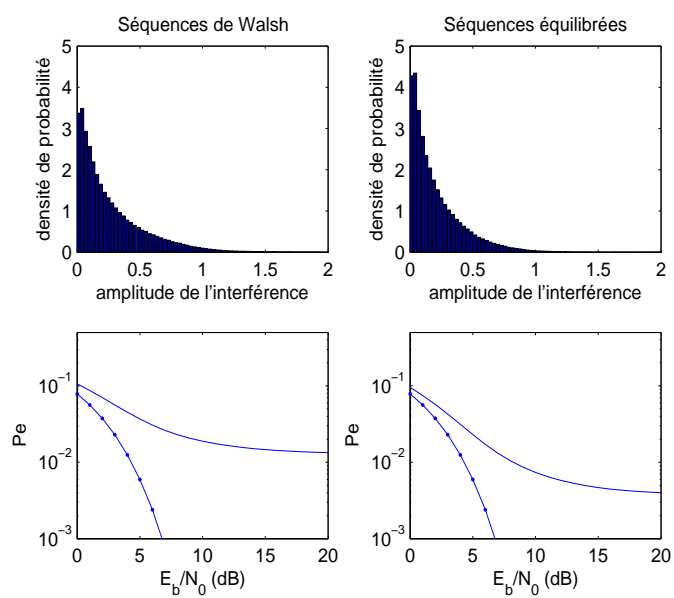 Séquences de Walsh
Séquences équilibrées
densité de probabilité
5
4
3
2
1
0
0 0.5 1 1.5 2
amplitude de l'interférence
densité de probabilité
5
4
3
2
1
0
0 0.5 1 1.5 2
amplitude de l'interférence
Pe
10⁻¹
10⁻²
10⁻³
0 5 10 15 20
E_b/N_0 (dB)
Pe
10⁻¹
10⁻²
10⁻³
0 5 10 15 20
E_b/N_0 (dB)